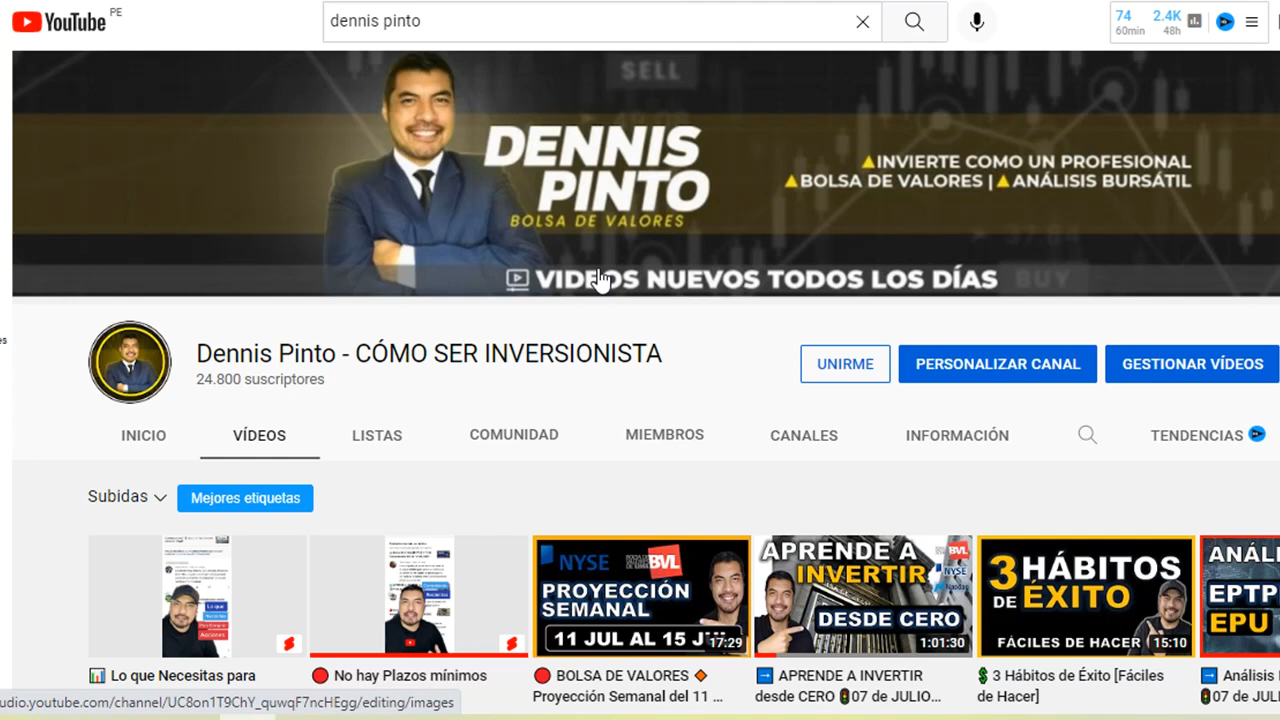 YouTube PE
dennis pinto
74 2.4K
60min 48h
SELL
DENNIS
PINTO
BOLSA DE VALORES
INVIERTE COMO UN PROFESIONAL
BOLSA DE VALORES | ANÁLISIS BURSÁTIL
VIDEOS NUEVOS TODOS LOS DÍAS
BUY
Dennis Pinto - CÓMO SER INVERSIONISTA
24.800 suscriptores
UNIRME
PERSONALIZAR CANAL
GESTIONAR VÍDEOS
INICIO
VÍDEOS
LISTAS
COMUNIDAD
MIEMBROS
CANALES
INFORMACIÓN
TENDENCIAS
Subidas
Mejores etiquetas
NYSE
BVL
PROYECCIÓN
SEMANAL
11 JUL AL 15
17:29
APRENDE A
INVERTIR
DESDE CERO
BVL
NYSE
1:01:30
3 HÁBITOS
DE ÉXITO
FÁCILES DE HACER
15:10
ANÁL
EPTP
EPU
Lo que Necesitas para
No hay Plazos mínimos
BOLSA DE VALORES
Proyección Semanal del 11 ...
APRENDE A INVERTIR
desde CERO 07 de JULIO...
3 Hábitos de Éxito [Fáciles
de Hacer]
Análisis
07 de JUL
udio.youtube.com/channel/UC8on1T9ChY_quwqF7ncHEgg/editing/images